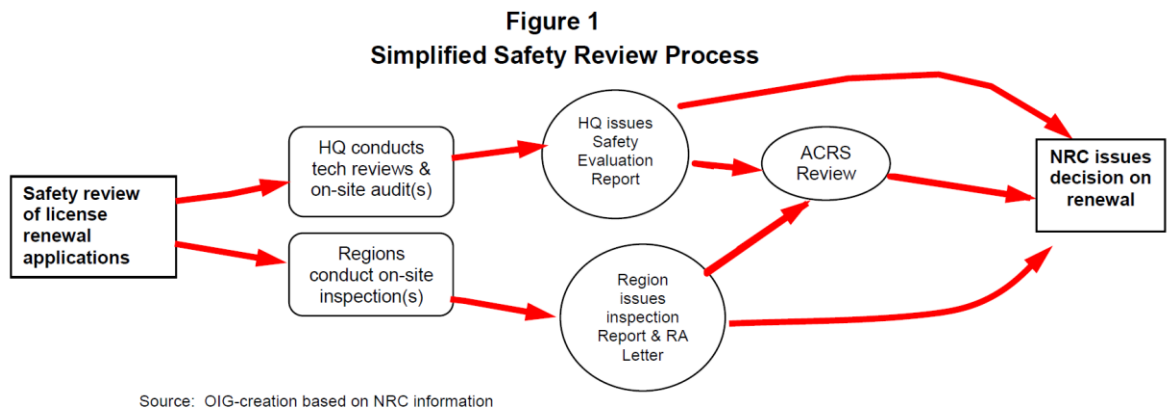 Figure 1
Simplified Safety Review Process
Safety review
of license
renewal
applications
HQ conducts
tech reviews &
on-site audit(s)
Regions
conduct on-site
inspection(s)
HQ issues
Safety
Evaluation
Report
Region
issues
inspection
Report & RA
Letter
ACRS
Review
NRC issues
decision on
renewal
Source: OIG-creation based on NRC information